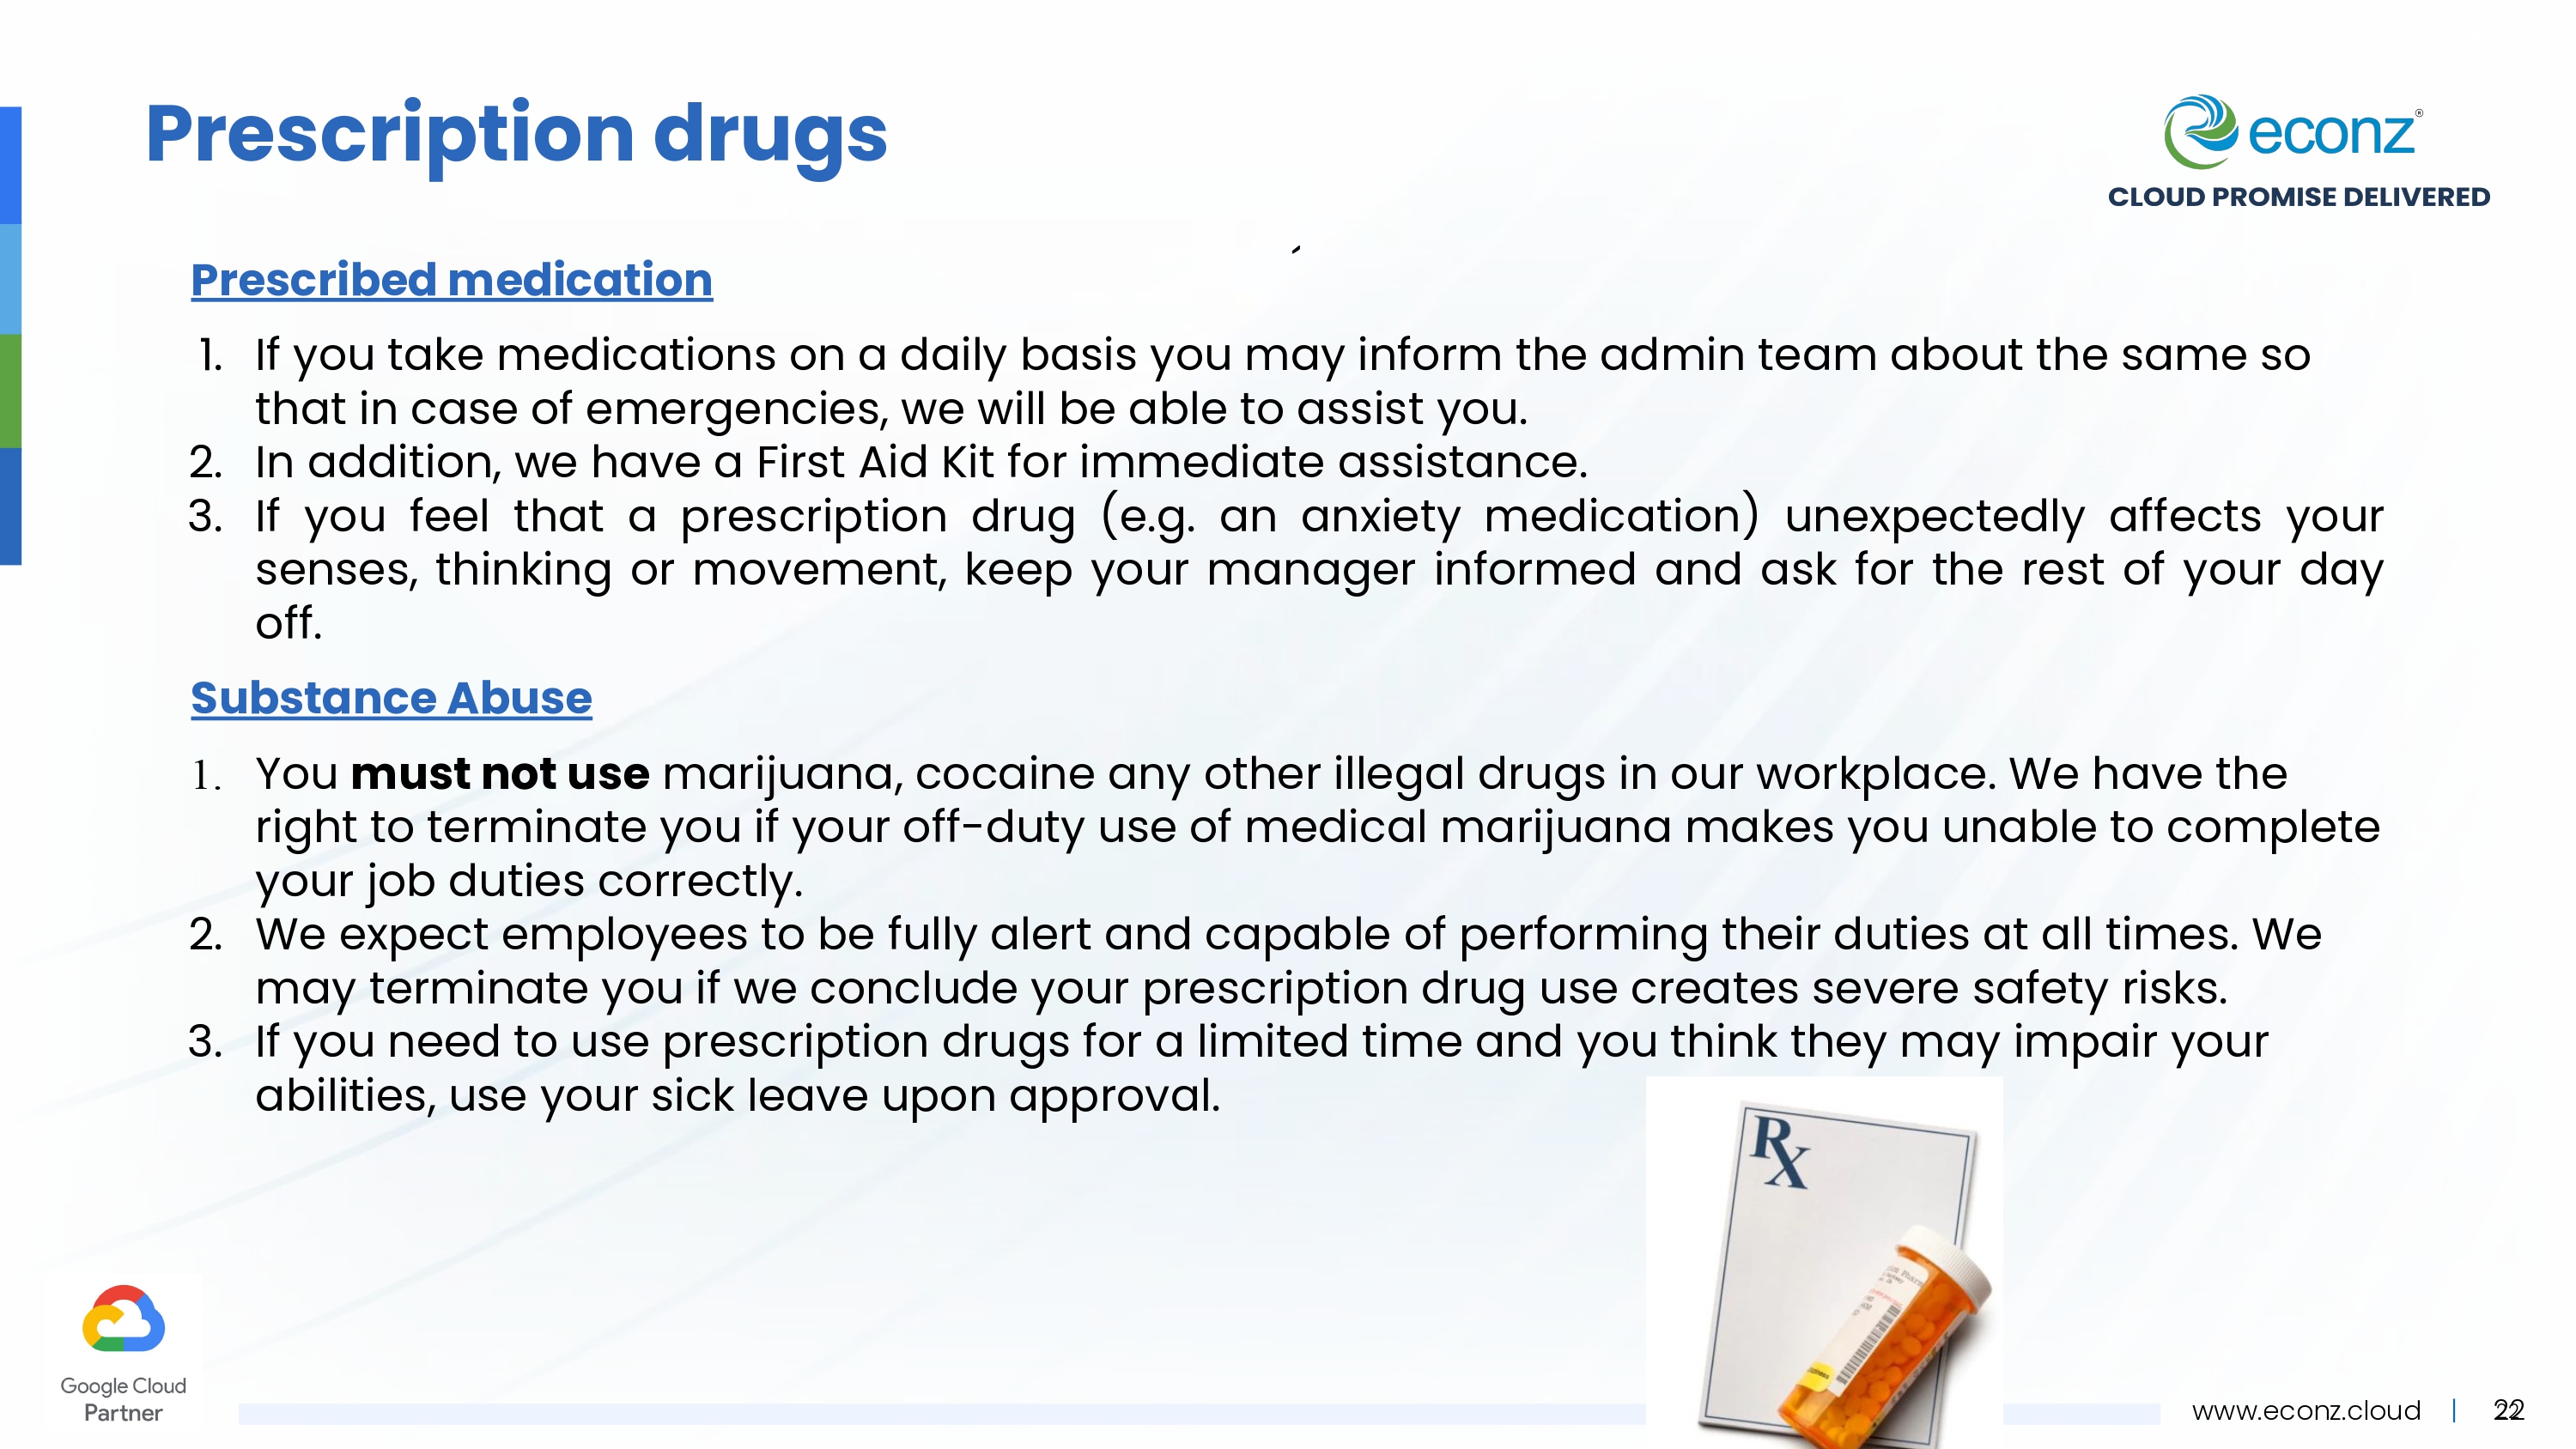 Prescription drugs
econz®
CLOUD PROMISE DELIVERED
Prescribed medication
1. If you take medications on a daily basis you may inform the admin team about the same so
that in case of emergencies, we will be able to assist you.
2. In addition, we have a First Aid Kit for immediate assistance.
3. If you feel that a prescription drug (e.g. an anxiety medication) unexpectedly affects your
senses, thinking or movement, keep your manager informed and ask for the rest of your day
off.
Substance Abuse
1. You must not use marijuana, cocaine any other illegal drugs in our workplace. We have the
right to terminate you if your off-duty use of medical marijuana makes you unable to complete
your job duties correctly.
2. We expect employees to be fully alert and capable of performing their duties at all times. We
may terminate you if we conclude your prescription drug use creates severe safety risks.
3. If you need to use prescription drugs for a limited time and you think they may impair your
abilities, use your sick leave upon approval.
Rx
Google Cloud
Partner
www.econz.cloud | 22